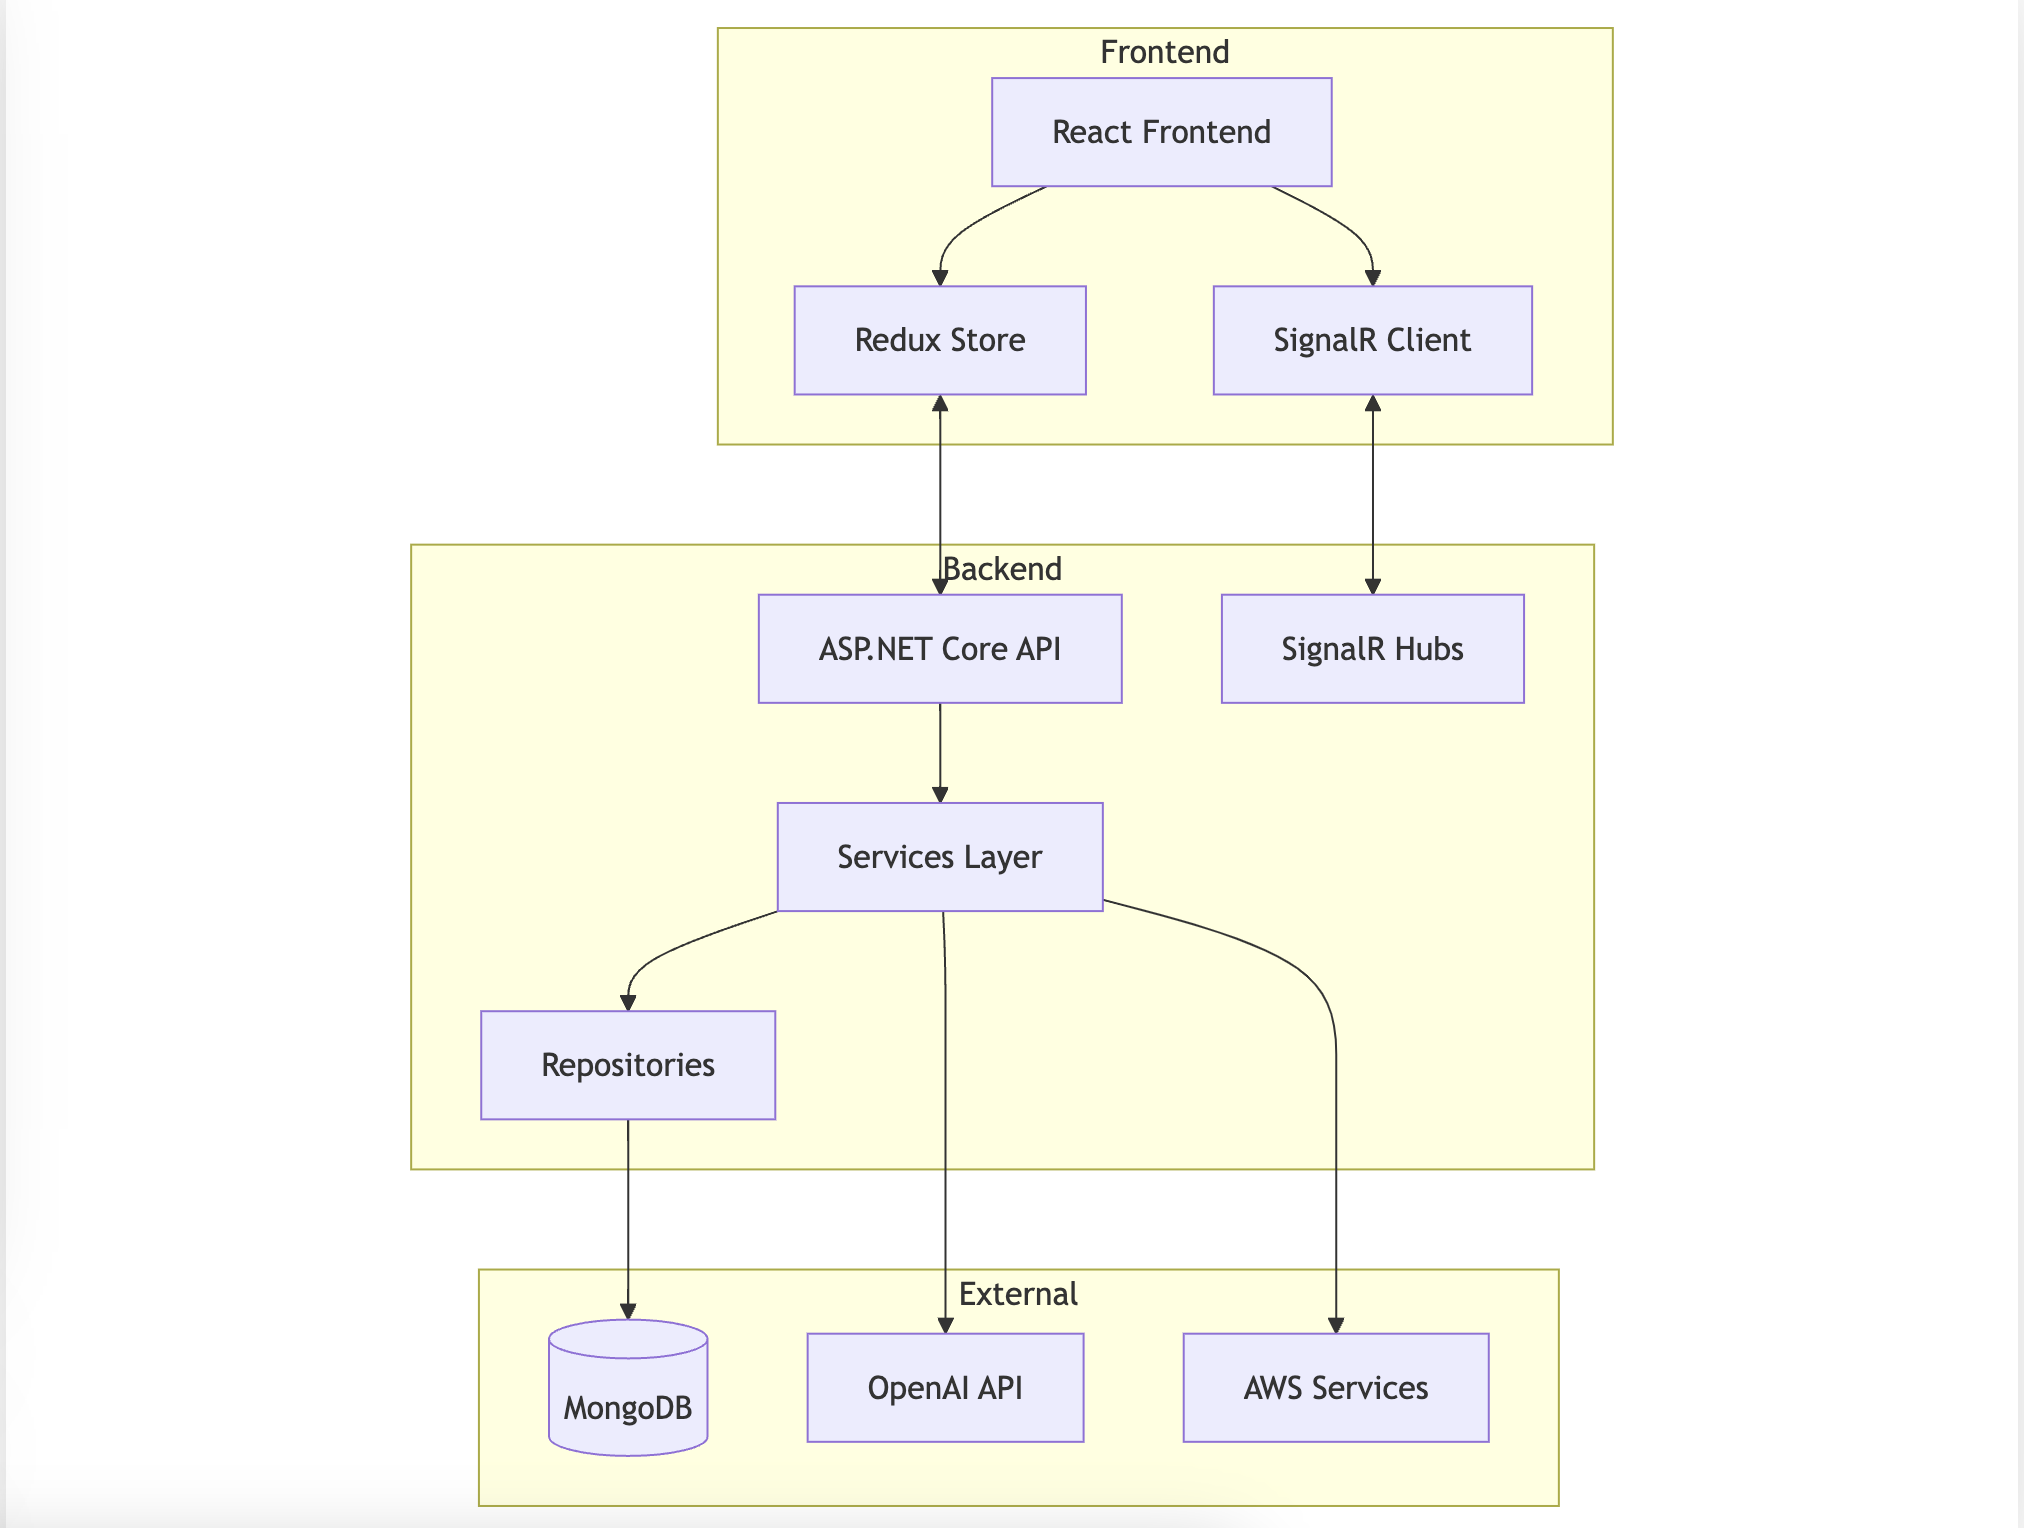 Frontend
React Frontend
Redux Store
SignalR Client
Backend
ASP.NET Core API
SignalR Hubs
Services Layer
Repositories
External
MongoDB
OpenAI API
AWS Services